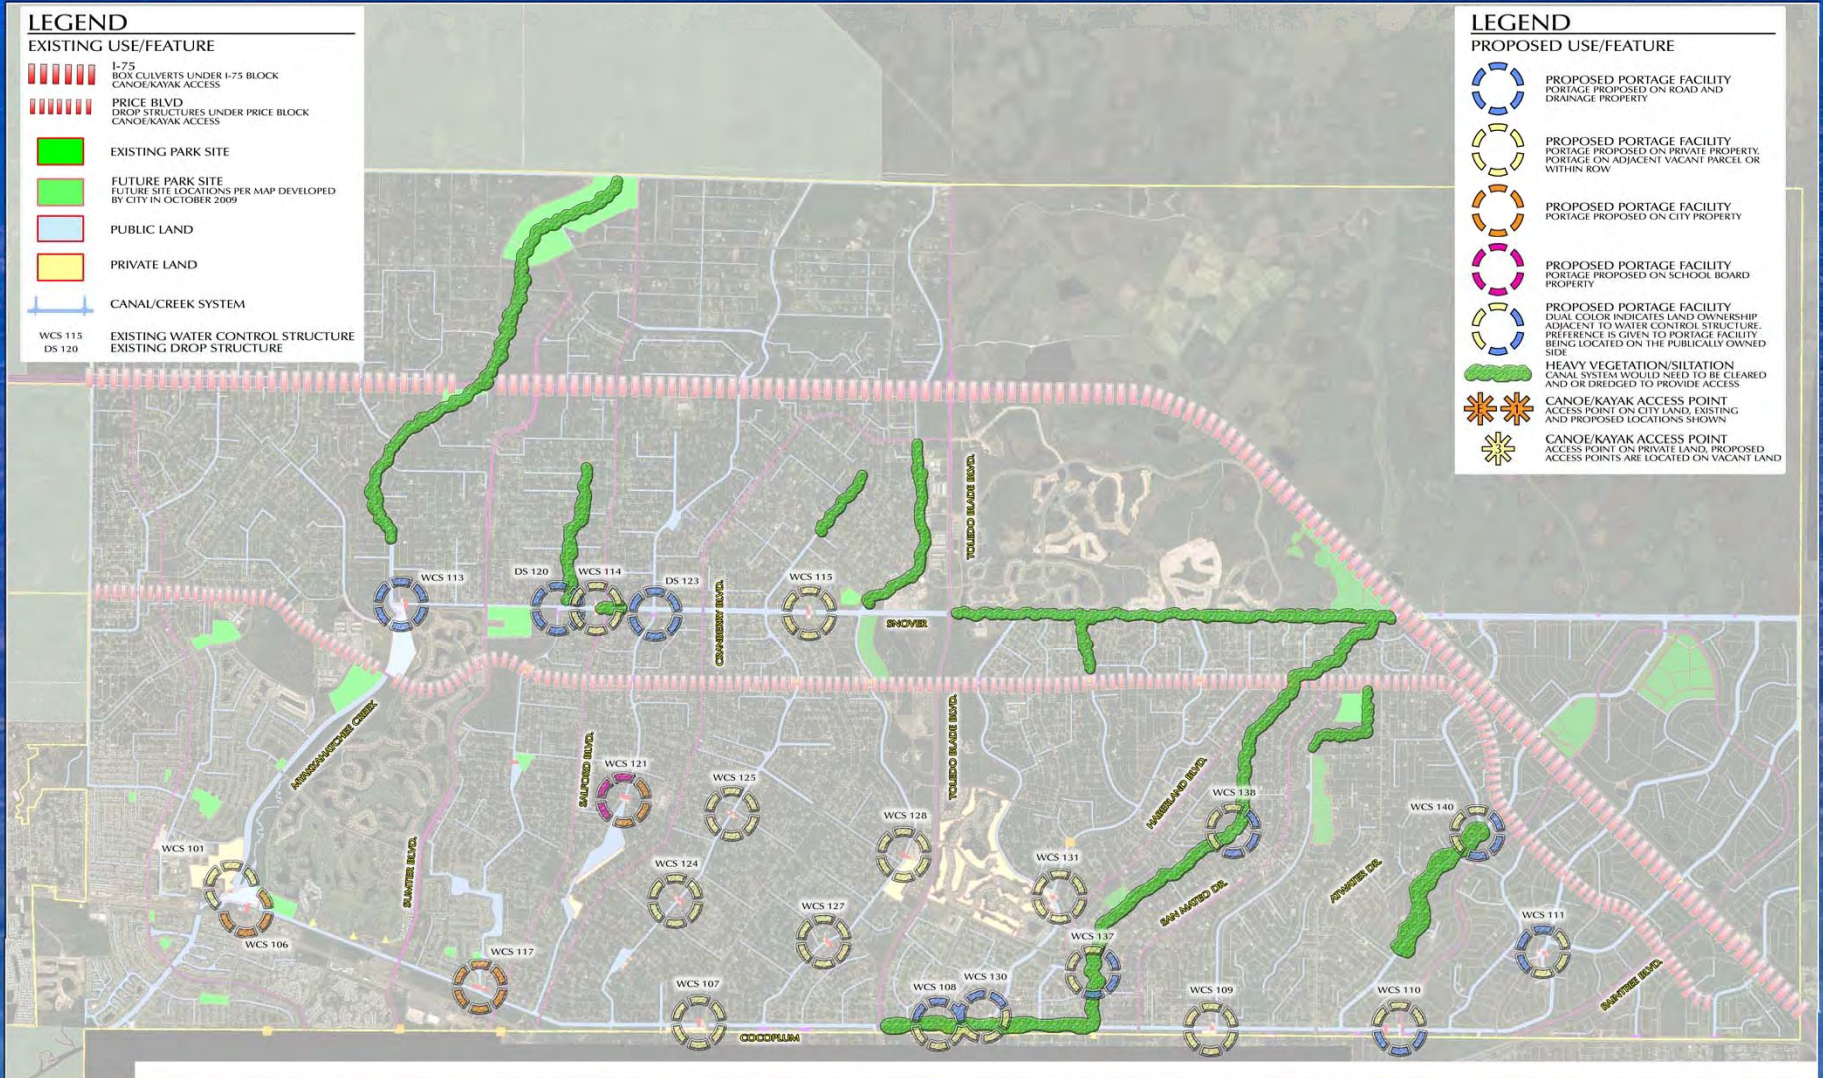 LEGEND
EXISTING USE/FEATURE
I-75
BOX CULVERTS UNDER I-75 BLOCK
CANOE/KAYAK ACCESS
PRICE BLVD
DROP STRUCTURES UNDER PRICE BLOCK
CANOE/KAYAK ACCESS
EXISTING PARK SITE
FUTURE PARK SITE
FUTURE SITE LOCATIONS PER MAP DEVELOPED
BY CITY IN OCTOBER 2009
PUBLIC LAND
PRIVATE LAND
CANAL/CREEK SYSTEM
WCS 115 EXISTING WATER CONTROL STRUCTURE
DS 120 EXISTING DROP STRUCTURE
LEGEND
PROPOSED USE/FEATURE
PROPOSED PORTAGE FACILITY
PORTAGE PROPOSED ON ROAD AND
DRAINAGE PROPERTY
PROPOSED PORTAGE FACILITY
PORTAGE PROPOSED ON PRIVATE PROPERTY.
PORTAGE ON ADJACENT VACANT PARCEL OR
WITHIN ROW
PROPOSED PORTAGE FACILITY
PORTAGE PROPOSED ON CITY PROPERTY
PROPOSED PORTAGE FACILITY
PORTAGE PROPOSED ON SCHOOL BOARD
PROPERTY
PROPOSED PORTAGE FACILITY
DUAL COLOR INDICATES LAND OWNERSHIP
ADJACENT TO WATER CONTROL STRUCTURE.
PREFERENCE IS GIVEN TO PORTAGE FACILITY
BEING LOCATED ON THE PUBLICALLY OWNED
SIDE
HEAVY VEGETATION/SILTATION
CANAL SYSTEM WOULD NEED TO BE CLEARED
AND OR DREDGED TO PROVIDE ACCESS
E 1
CANOE/KAYAK ACCESS POINT
ACCESS POINT ON CITY LAND, EXISTING
AND PROPOSED LOCATIONS SHOWN
3
CANOE/KAYAK ACCESS POINT
ACCESS POINT ON PRIVATE LAND, PROPOSED
ACCESS POINTS ARE LOCATED ON VACANT LAND
TOLEDO BLADE BLVD.
WCS 113
DS 120
WCS 114
DS 123
WCS 115
CRANBERRY BLVD.
SNOVER
MYAKKAHATCHEE CREEK
SALFORD BLVD.
WCS 121
WCS 125
TOLEDO BLADE BLVD.
HABERLAND BLVD.
WCS 138
WCS 140
WCS 128
WCS 101
SUMTER BLVD.
WCS 124
WCS 131
SAN MATEO DR.
ATWATER DR.
WCS 127
WCS 111
WCS 106
WCS 117
WCS 137
WCS 107
WCS 108
WCS 130
WCS 109
WCS 110
SAINTREE BLVD.
COCOPLUM